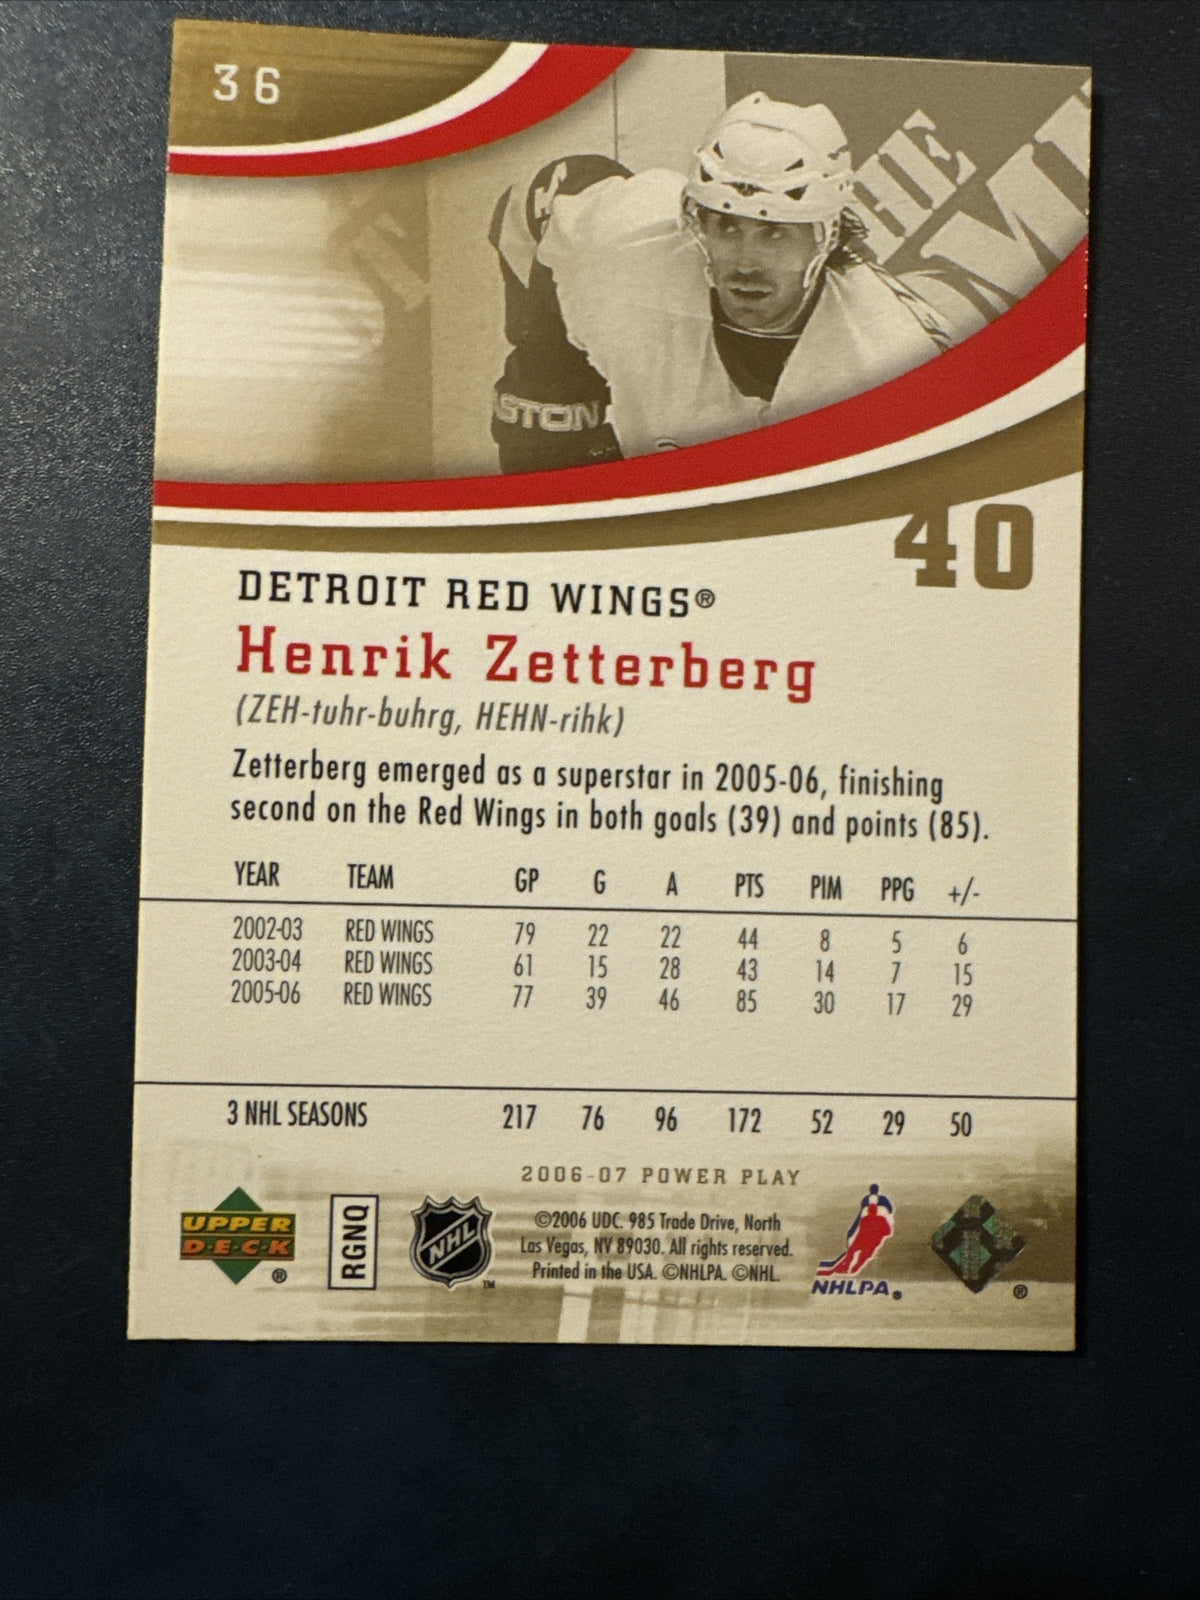 36
THE
STON
40
DETROIT RED WINGS®
Henrik Zetterberg
(ZEH-tuhr-buhrg, HEHN-rihk)
Zetterberg emerged as a superstar in 2005-06, finishing
second on the Red Wings in both goals (39) and points (85).
YEAR TEAM GP G A PTS PIM PPG +/-
2002-03 RED WINGS 79 22 22 44 8 5 6
2003-04 RED WINGS 61 15 28 43 14 7 15
2005-06 RED WINGS 77 39 46 85 30 17 29
3 NHL SEASONS 217 76 96 172 52 29 50
2006-07 POWER PLAY
UPPER
D·E·C·K ®
RGNQ
NHL ™
©2006 UDC. 985 Trade Drive, North
Las Vegas, NV 89030. All rights reserved.
Printed in the USA. ©NHLPA. ©NHL.
NHLPA®
®